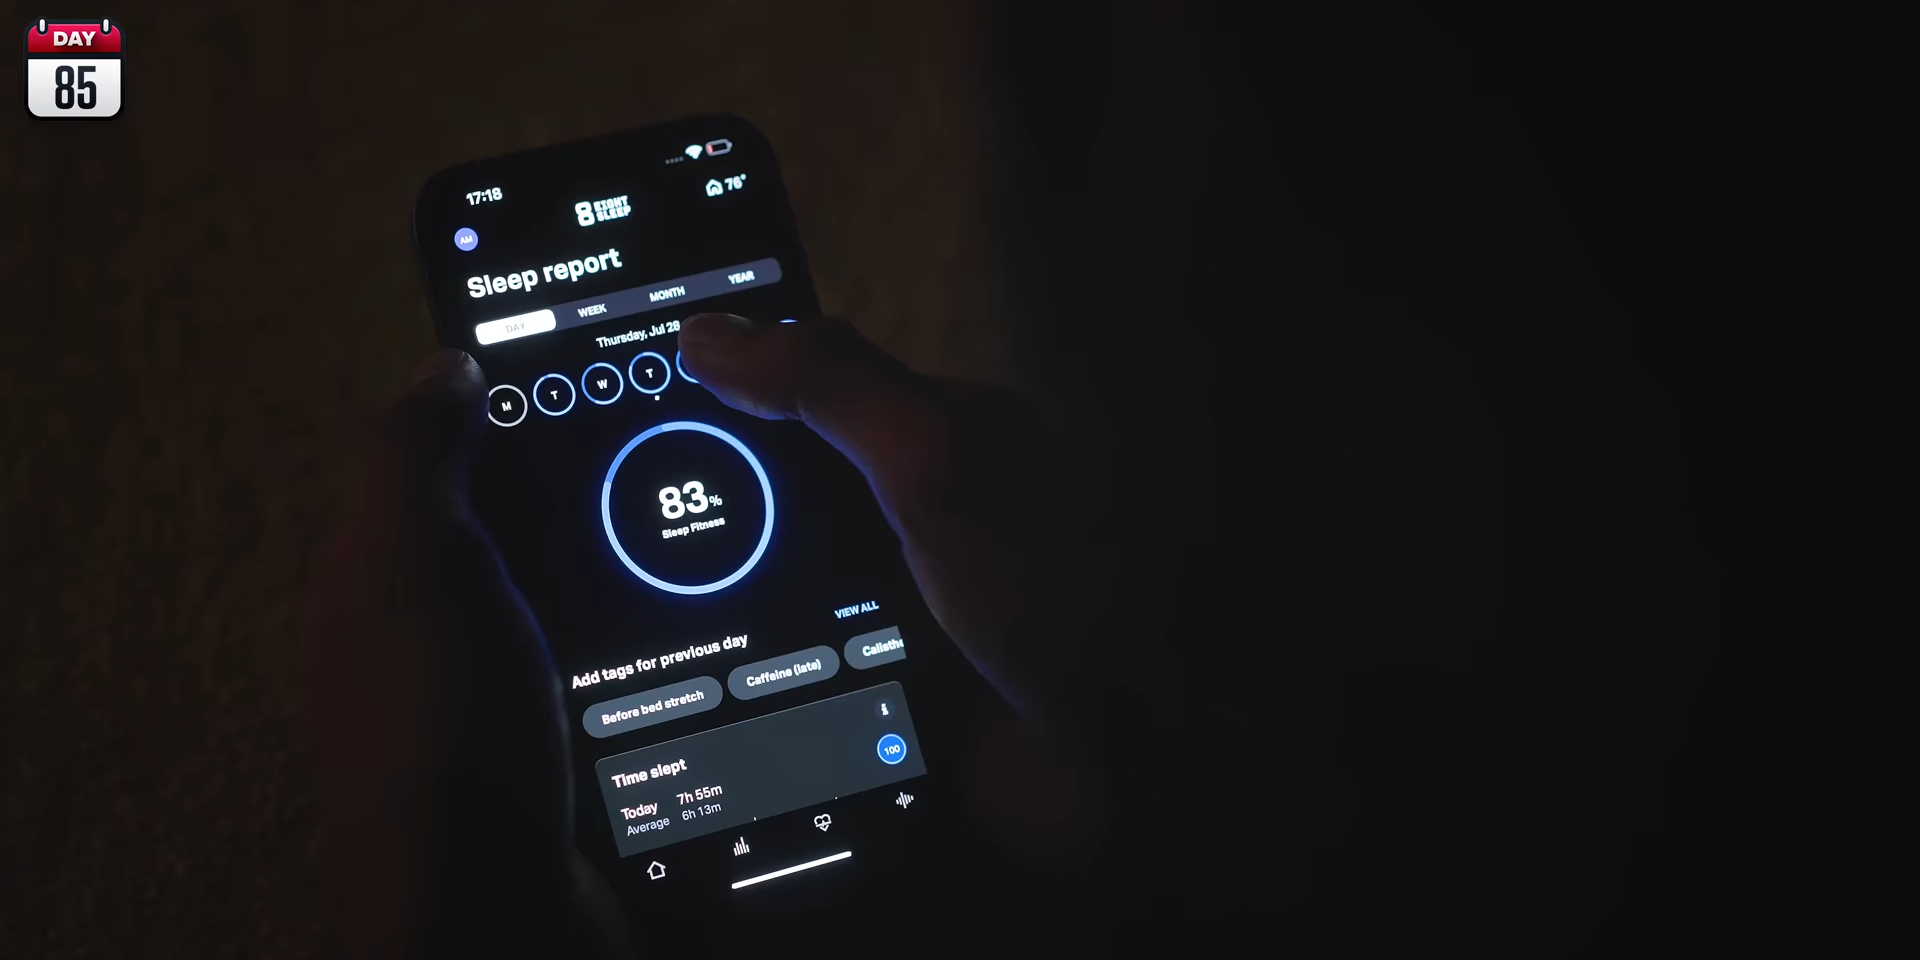 DAY
85
17:18
76°
8 EIGHT SLEEP
AM
Sleep report
DAY WEEK MONTH YEAR
Thursday, Jul 28
M T W T
83%
Sleep Fitness
VIEW ALL
Add tags for previous day
Before bed stretch Caffeine (late)
Time slept
100
Today 7h 55m
Average 6h 13m